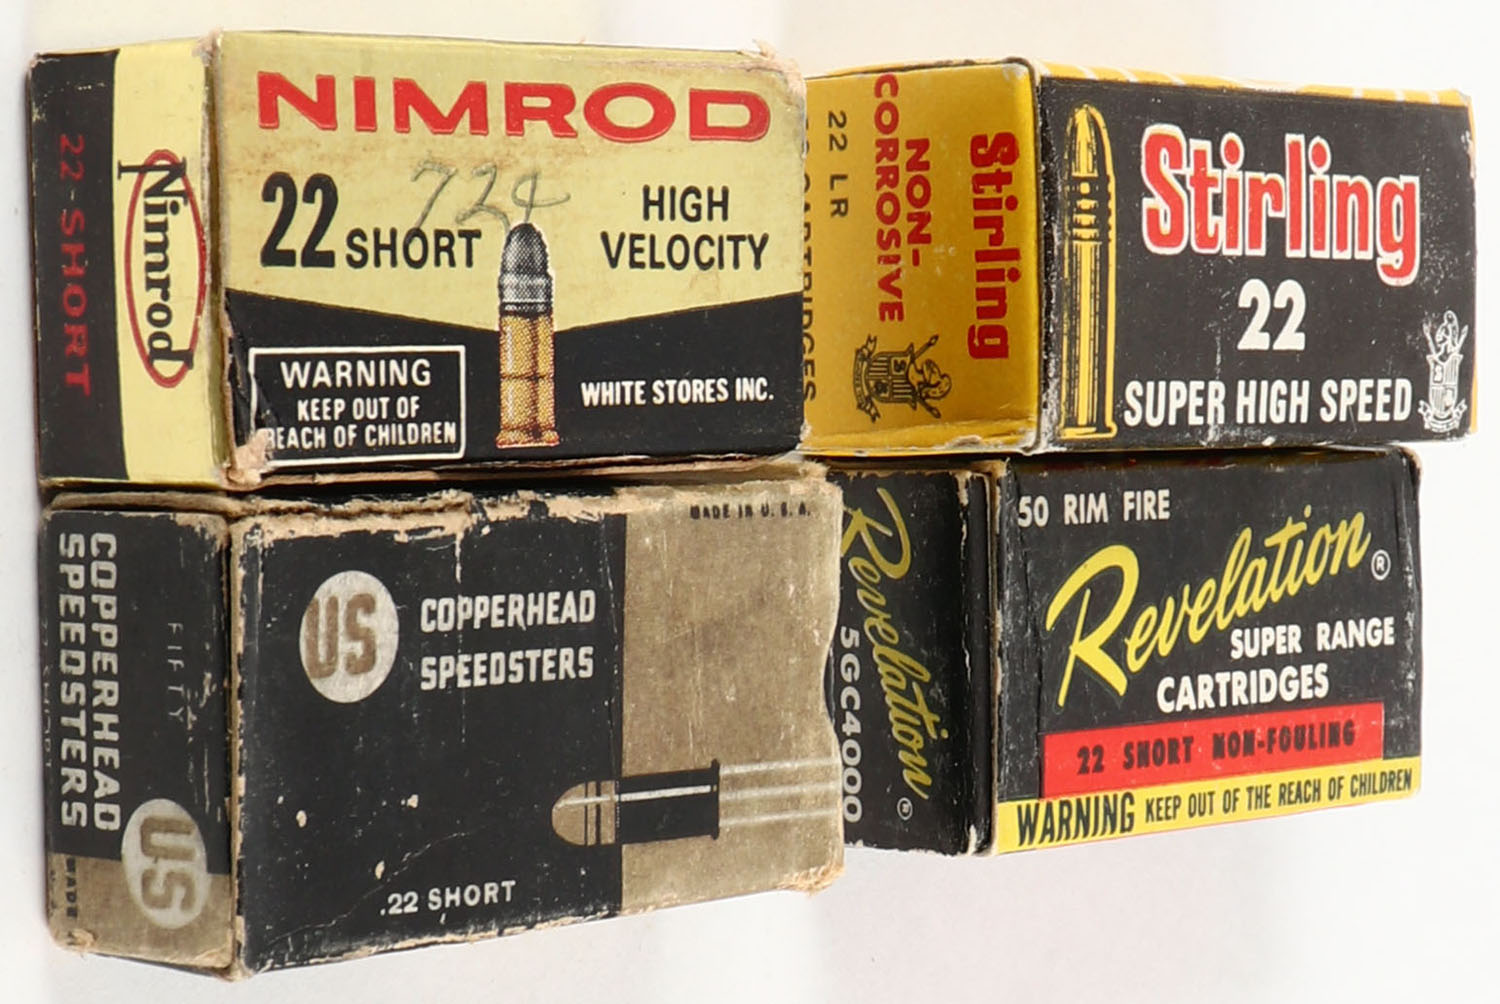 22-SHORT
Nimrod
NIMROD
724
22 SHORT
HIGH
VELOCITY
WARNING
KEEP OUT OF
REACH OF CHILDREN
WHITE STORES INC.
22 LR
NON-
CORROSIVE
Stirling
Stirling
22
SUPER HIGH SPEED
COPPERHEAD
SPEEDSTERS
FIFTY
US
MADE
MADE IN U.S.A.
US
COPPERHEAD
SPEEDSTERS
.22 SHORT
Revelation®
5GC4000
50 RIM FIRE
Revelation®
SUPER RANGE
CARTRIDGES
22 SHORT NON-FOULING
WARNING KEEP OUT OF THE REACH OF CHILDREN